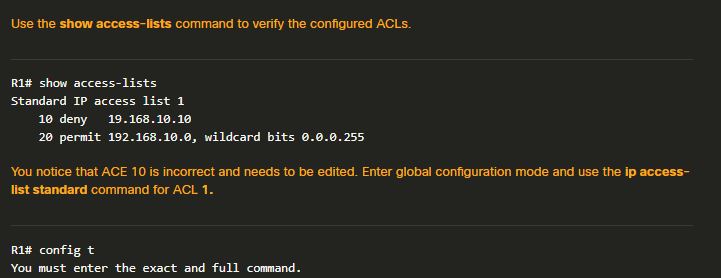 Use the show access-lists command to verify the configured ACLs.
R1# show access-lists
Standard IP access list 1
    10 deny   19.168.10.10
    20 permit 192.168.10.0, wildcard bits 0.0.0.255
You notice that ACE 10 is incorrect and needs to be edited. Enter global configuration mode and use the ip access-
list standard command for ACL 1.
R1# config t
You must enter the exact and full command.